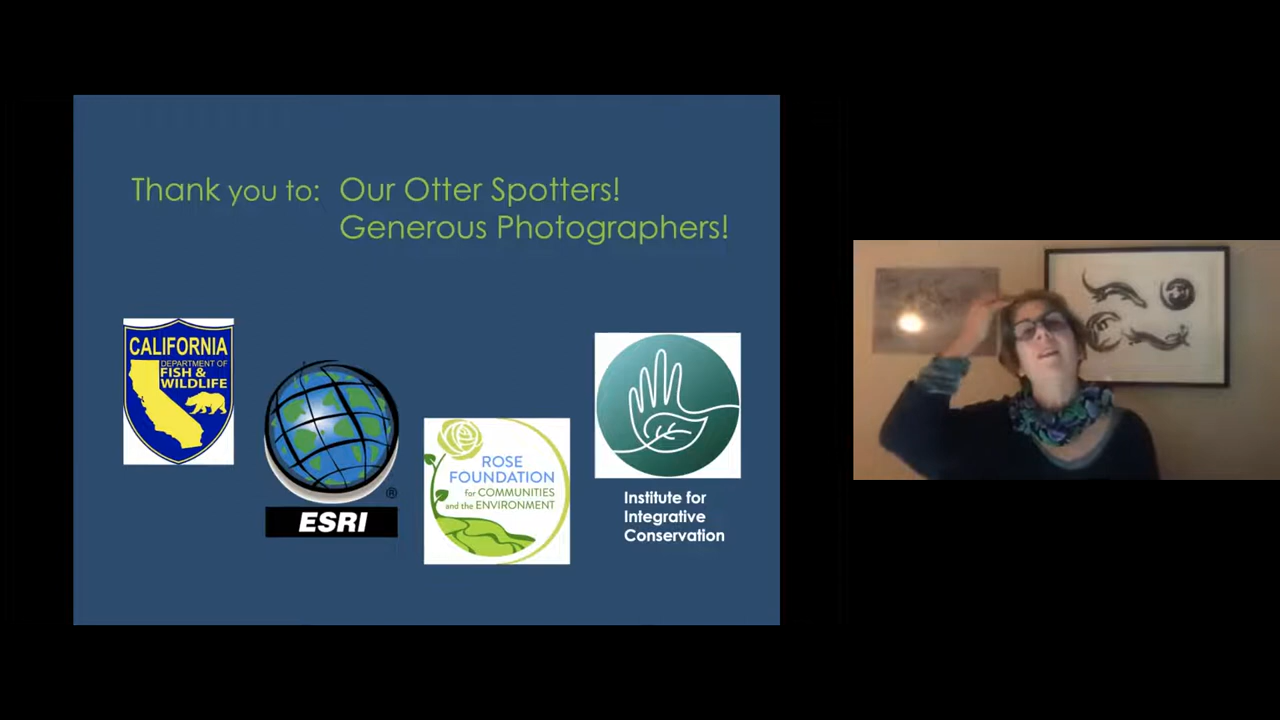 Thank you to: Our Otter Spotters!
Generous Photographers!
CALIFORNIA
DEPARTMENT OF
FISH &
WILDLIFE
ESRI
®
ROSE
FOUNDATION
for COMMUNITIES
and the ENVIRONMENT
Institute for
Integrative
Conservation